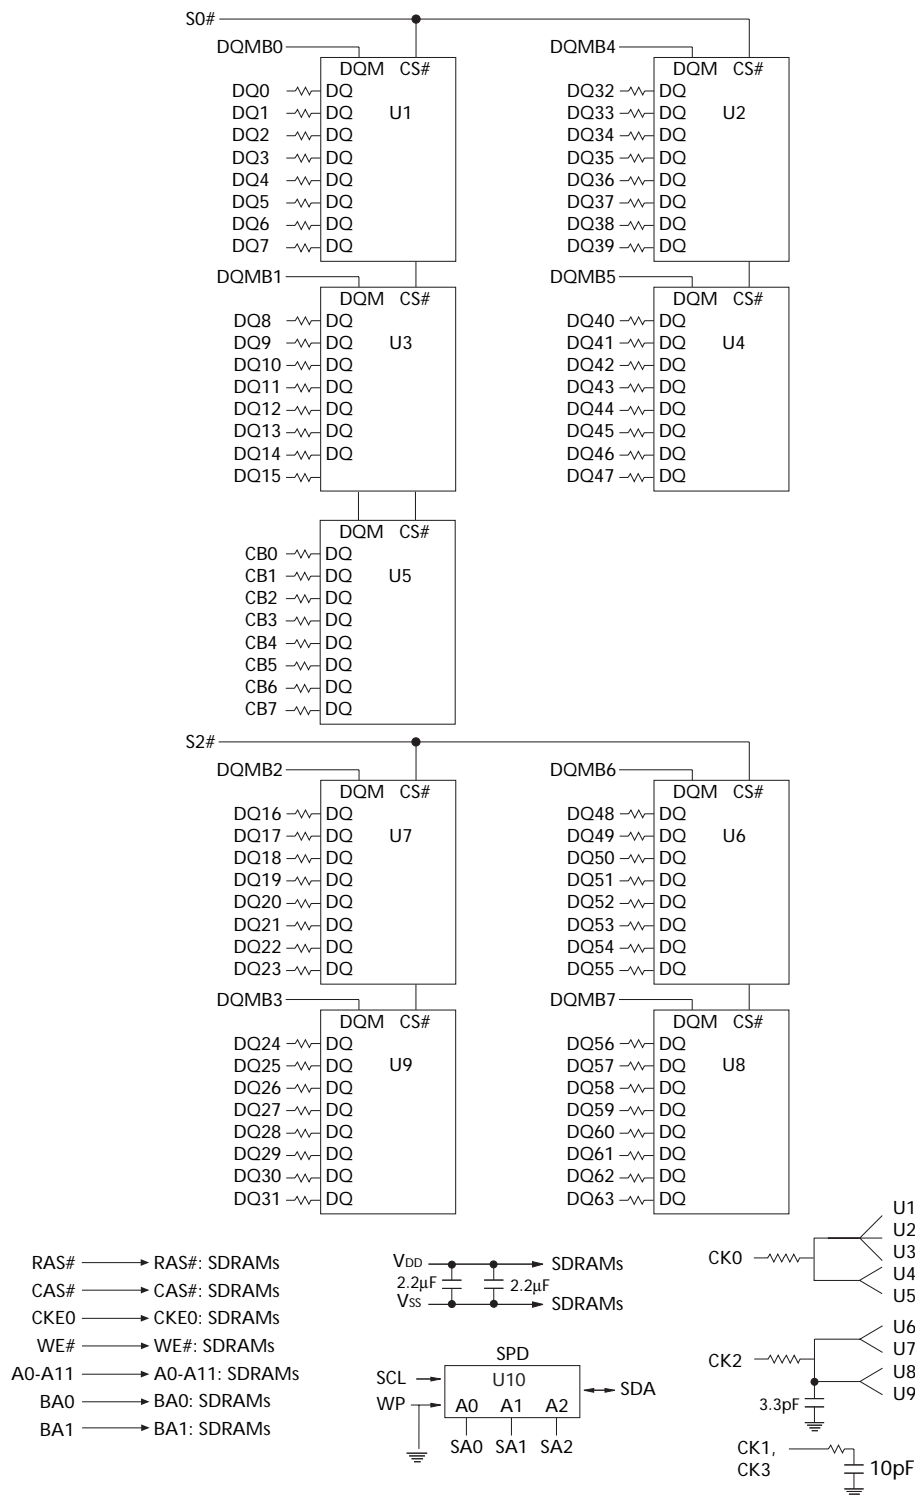 S0#
DQMB0 DQMB4
DQM CS# DQM CS#
DQ0 DQ DQ32 DQ
DQ1 DQ U1 DQ33 DQ U2
DQ2 DQ DQ34 DQ
DQ3 DQ DQ35 DQ
DQ4 DQ DQ36 DQ
DQ5 DQ DQ37 DQ
DQ6 DQ DQ38 DQ
DQ7 DQ DQ39 DQ
DQMB1 DQMB5
DQM CS# DQM CS#
DQ8 DQ DQ40 DQ
DQ9 DQ U3 DQ41 DQ U4
DQ10 DQ DQ42 DQ
DQ11 DQ DQ43 DQ
DQ12 DQ DQ44 DQ
DQ13 DQ DQ45 DQ
DQ14 DQ DQ46 DQ
DQ15 DQ47 DQ
DQM CS#
CB0 DQ
CB1 DQ U5
CB2 DQ
CB3 DQ
CB4 DQ
CB5 DQ
CB6 DQ
CB7 DQ
S2#
DQMB2 DQMB6
DQM CS# DQM CS#
DQ16 DQ DQ48 DQ
DQ17 DQ U7 DQ49 DQ U6
DQ18 DQ DQ50 DQ
DQ19 DQ DQ51 DQ
DQ20 DQ DQ52 DQ
DQ21 DQ DQ53 DQ
DQ22 DQ DQ54 DQ
DQ23 DQ DQ55 DQ
DQMB3 DQMB7
DQM CS# DQM CS#
DQ24 DQ DQ56 DQ
DQ25 DQ U9 DQ57 DQ U8
DQ26 DQ DQ58 DQ
DQ27 DQ DQ59 DQ
DQ28 DQ DQ60 DQ
DQ29 DQ DQ61 DQ
DQ30 DQ DQ62 DQ
DQ31 DQ DQ63 DQ
RAS# RAS#: SDRAMs
CAS# CAS#: SDRAMs
CKE0 CKE0: SDRAMs
WE# WE#: SDRAMs
A0-A11 A0-A11: SDRAMs
BA0 BA0: SDRAMs
BA1 BA1: SDRAMs
VDD SDRAMs
2.2µF 2.2µF
VSS SDRAMs
SPD
SCL U10 SDA
WP A0 A1 A2
SA0 SA1 SA2
U1
U2
CK0 U3
U4
U5
U6
U7
CK2 U8
U9
3.3pF
CK1,
CK3 10pF